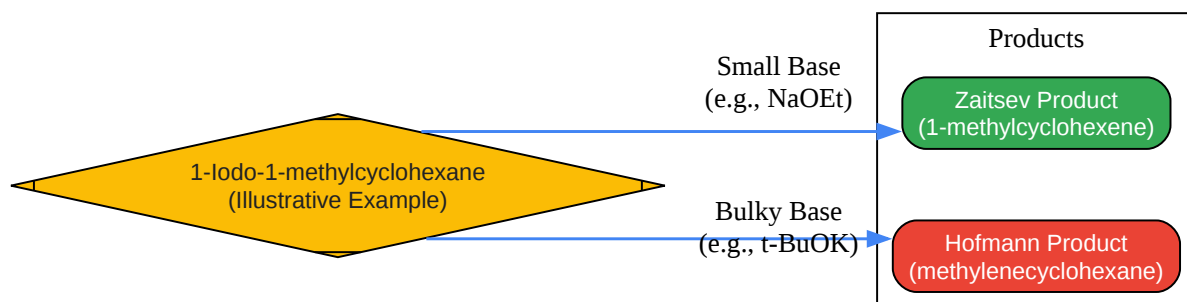 Products
Small Base
(e.g., NaOEt)
Zaitsev Product
(1-methylcyclohexene)
1-Iodo-1-methylcyclohexane
(Illustrative Example)
Bulky Base
(e.g., t-BuOK)
Hofmann Product
(methylenecyclohexane)